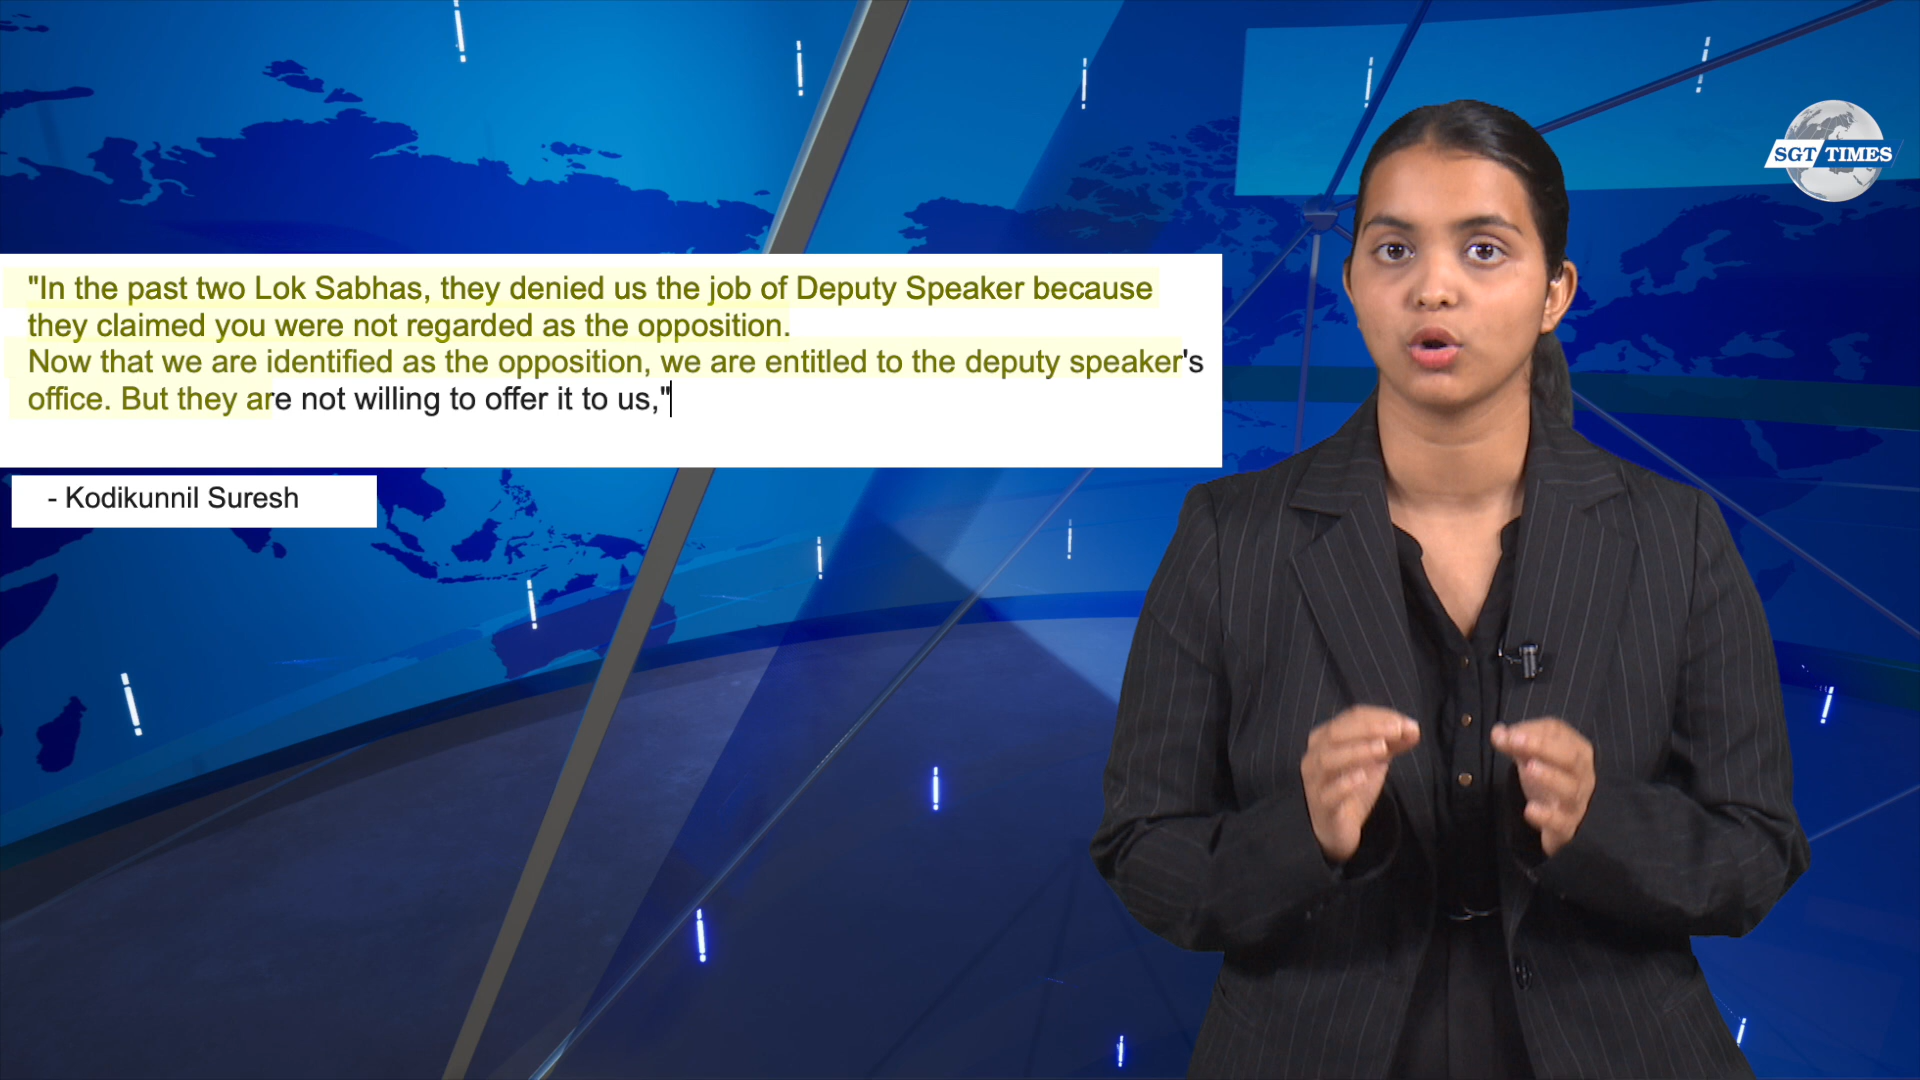 "In the past two Lok Sabhas, they denied us the job of Deputy Speaker because
they claimed you were not regarded as the opposition.
Now that we are identified as the opposition, we are entitled to the deputy speaker's
office. But they are not willing to offer it to us,"
- Kodikunnil Suresh
SGT TIMES